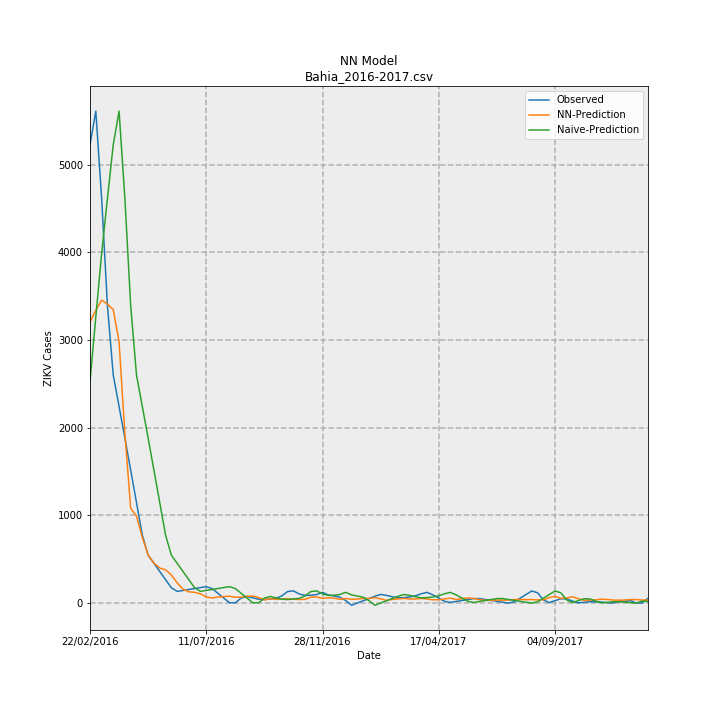 NN Model
Bahia_2016-2017.csv
Observed
NN-Prediction
Naive-Prediction
5000
4000
3000
2000
1000
0
ZIKV Cases
22/02/2016 11/07/2016 28/11/2016 17/04/2017 04/09/2017
Date